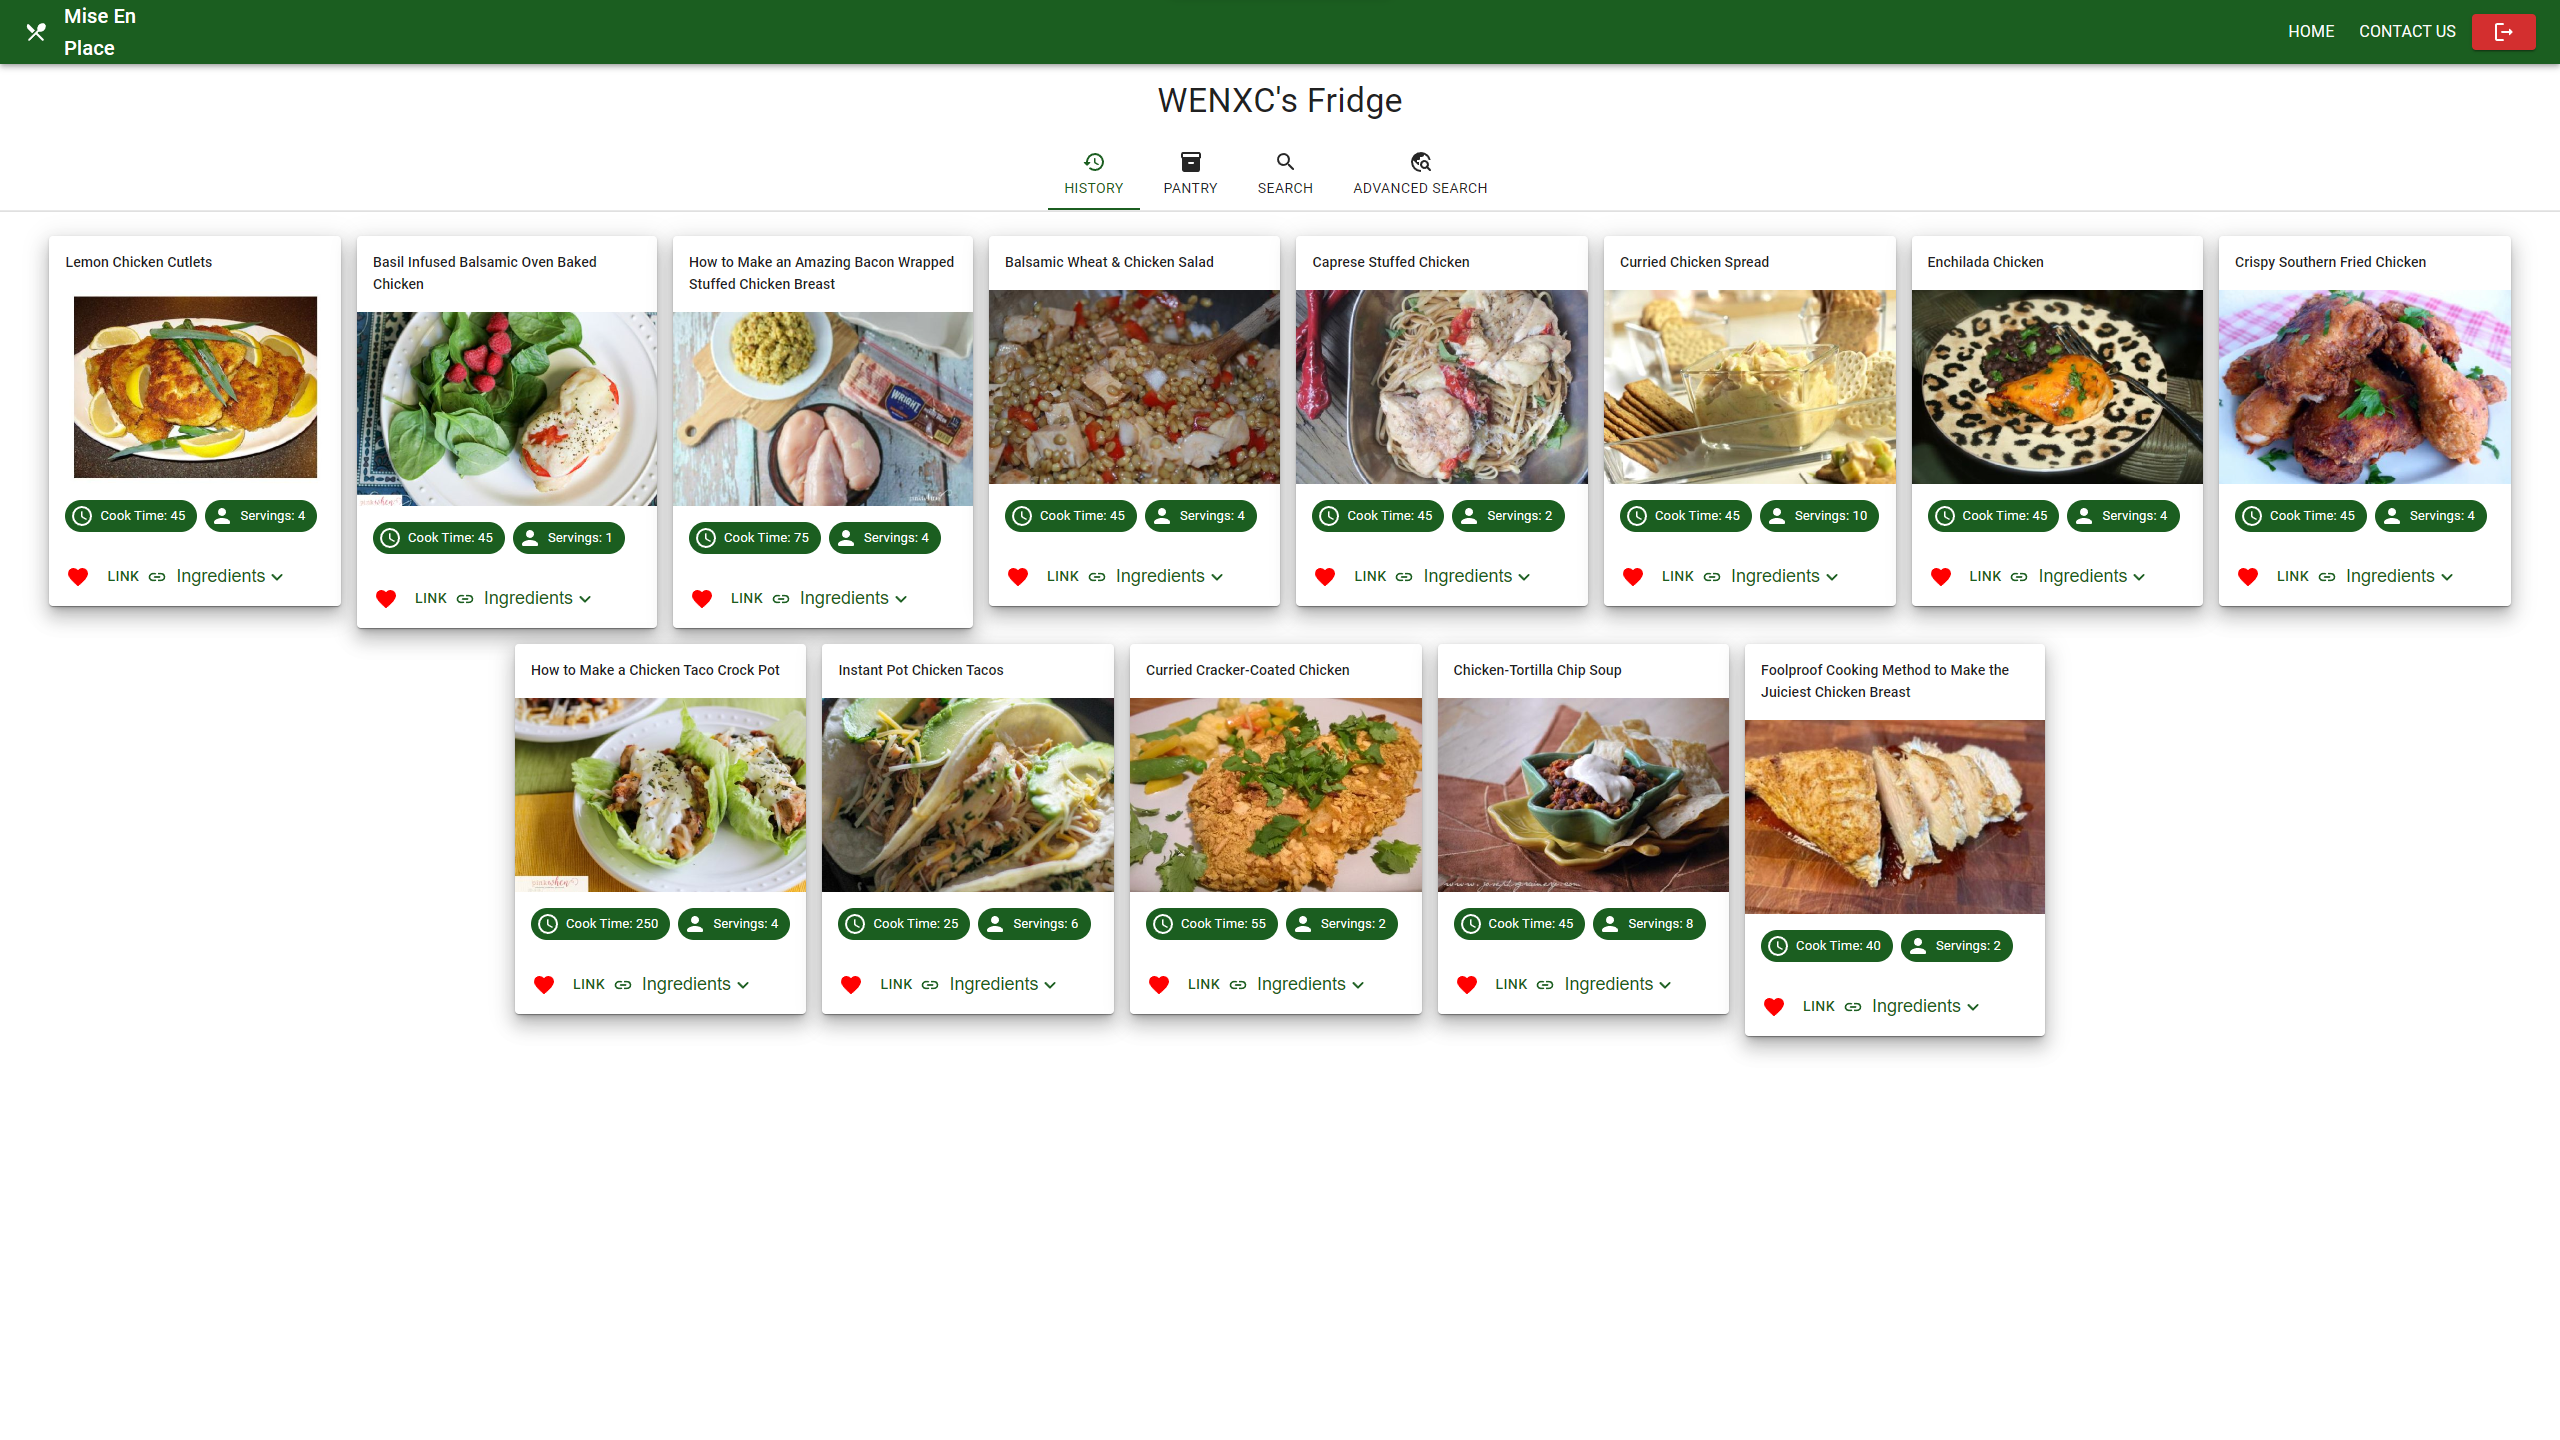 Mise En
Place
HOME
CONTACT US
WENXC's Fridge
HISTORY
PANTRY
SEARCH
ADVANCED SEARCH
Lemon Chicken Cutlets
Cook Time: 45
Servings: 4
LINK
Ingredients
Basil Infused Balsamic Oven Baked
Chicken
Cook Time: 45
Servings: 1
LINK
Ingredients
How to Make an Amazing Bacon Wrapped
Stuffed Chicken Breast
WRIGHT
Cook Time: 75
Servings: 4
LINK
Ingredients
Balsamic Wheat & Chicken Salad
Cook Time: 45
Servings: 4
LINK
Ingredients
Caprese Stuffed Chicken
Cook Time: 45
Servings: 2
LINK
Ingredients
Curried Chicken Spread
Cook Time: 45
Servings: 10
LINK
Ingredients
Enchilada Chicken
Cook Time: 45
Servings: 4
LINK
Ingredients
Crispy Southern Fried Chicken
Cook Time: 45
Servings: 4
LINK
Ingredients
How to Make a Chicken Taco Crock Pot
Cook Time: 250
Servings: 4
LINK
Ingredients
Instant Pot Chicken Tacos
Cook Time: 25
Servings: 6
LINK
Ingredients
Curried Cracker-Coated Chicken
Cook Time: 55
Servings: 2
LINK
Ingredients
Chicken-Tortilla Chip Soup
Cook Time: 45
Servings: 8
LINK
Ingredients
Foolproof Cooking Method to Make the
Juiciest Chicken Breast
Cook Time: 40
Servings: 2
LINK
Ingredients